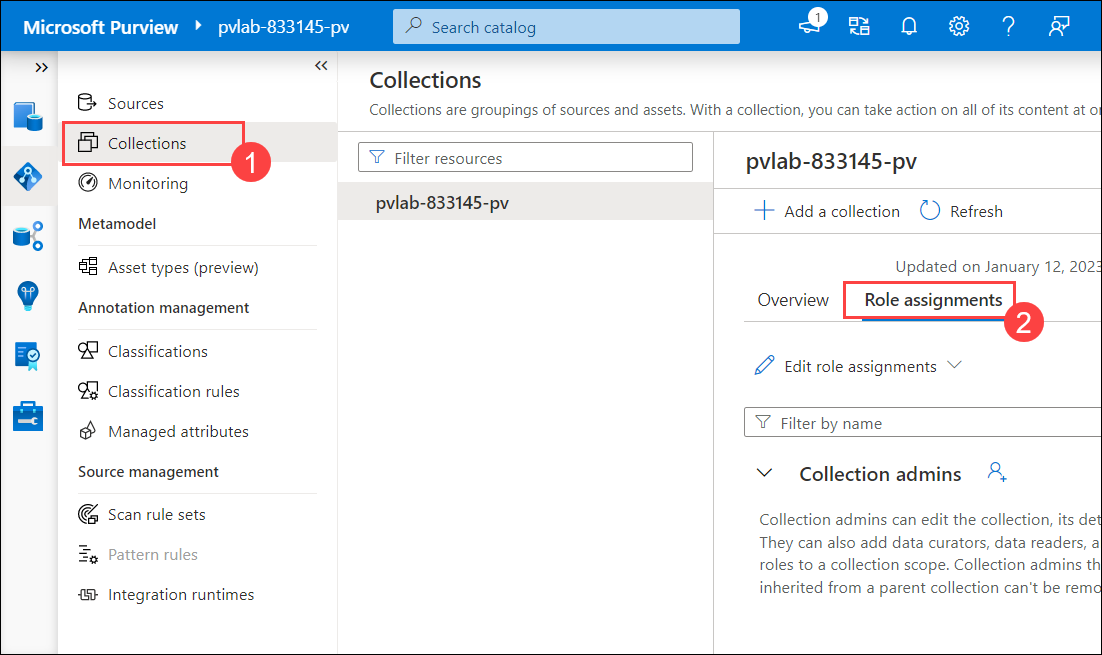 Microsoft Purview pvlab-833145-pv
Search catalog
1
Sources
Collections
1
Monitoring
Metamodel
Asset types (preview)
Annotation management
Classifications
Classification rules
Managed attributes
Source management
Scan rule sets
Pattern rules
Integration runtimes
Collections
Collections are groupings of sources and assets. With a collection, you can take action on all of its content at
Filter resources
pvlab-833145-pv
pvlab-833145-pv
Add a collection Refresh
Updated on January 12, 2023
Overview Role assignments
2
Edit role assignments
Filter by name
Collection admins
Collection admins can edit the collection, its
They can also add data curators, data readers,
roles to a collection scope. Collection admins
inherited from a parent collection can't be